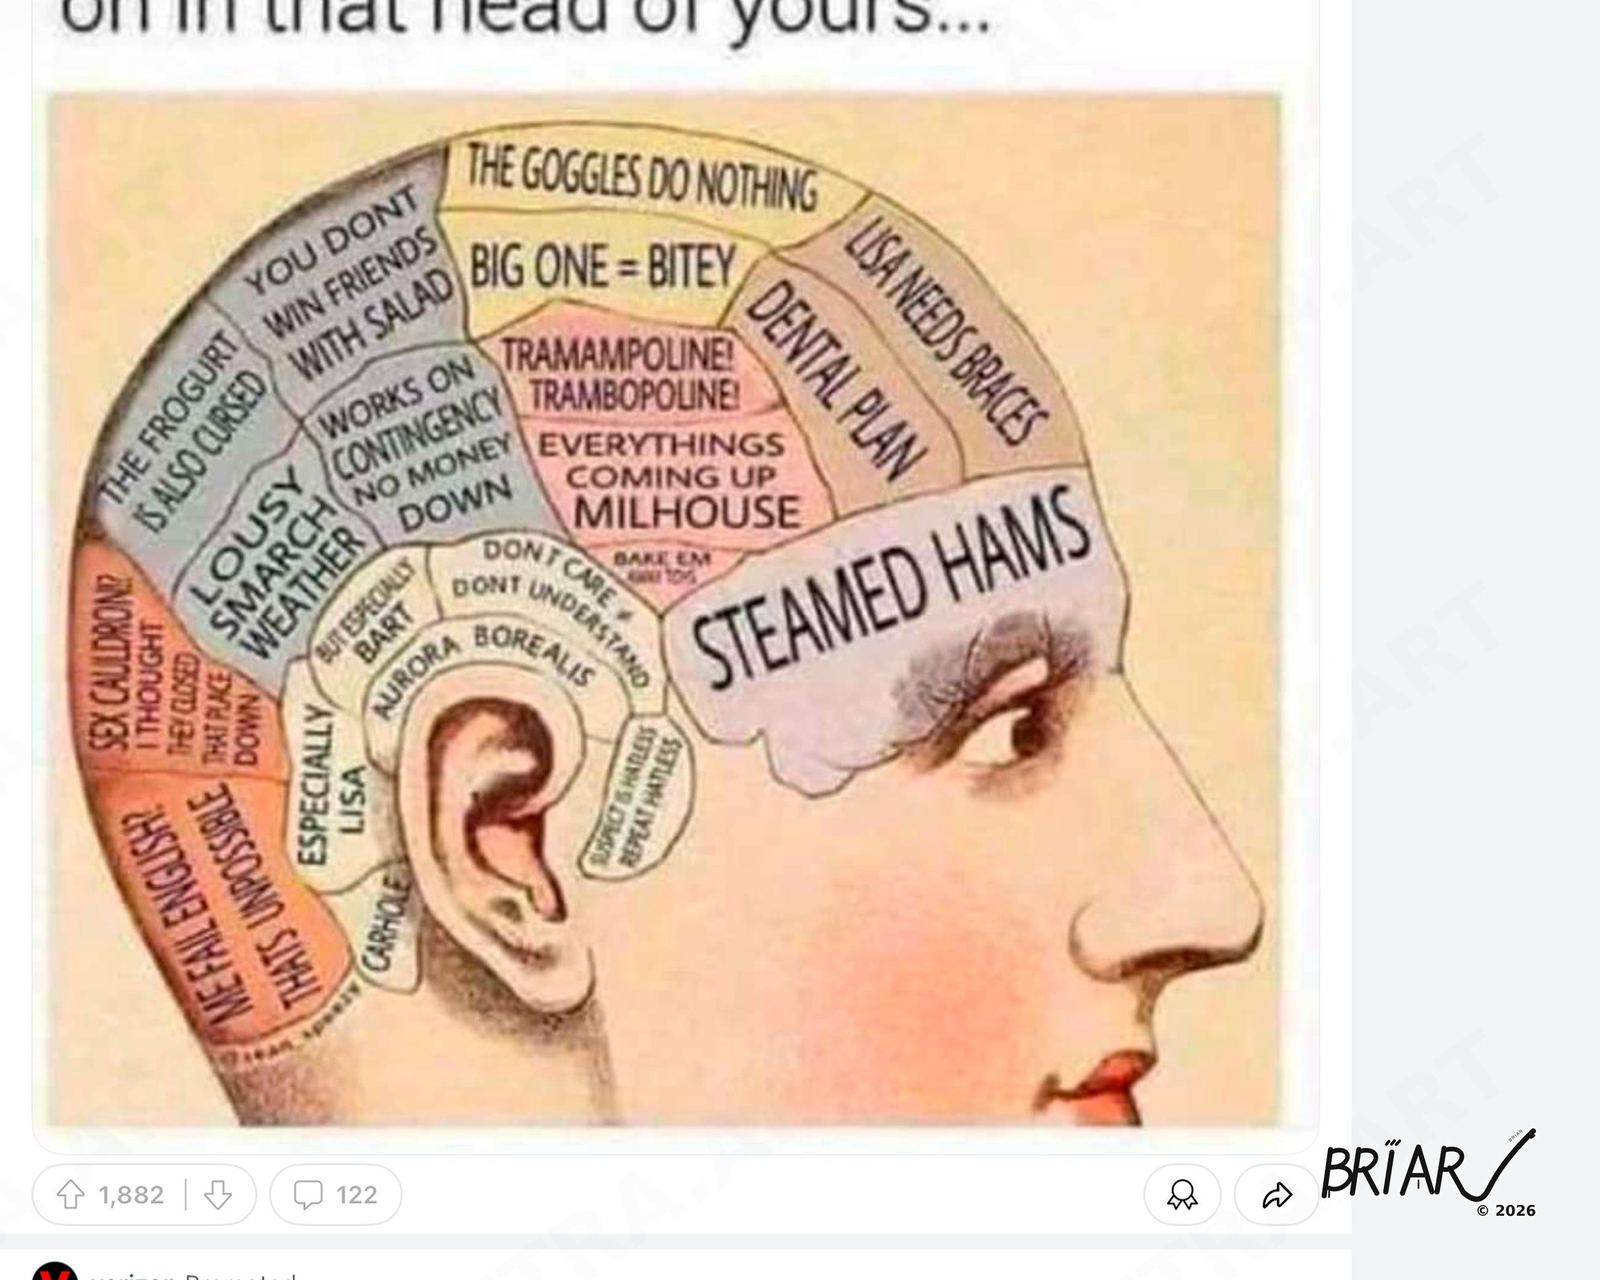 on in that head of yours...
THE GOGGLES DO NOTHING
BIG ONE = BITEY
YOU DONT
WIN FRIENDS
WITH SALAD
LISA NEEDS BRACES
DENTAL PLAN
TRAMAMPOLINE!
TRAMBOPOLINE!
THE FROGURT
IS ALSO CURSED
WORKS ON
CONTINGENCY
NO MONEY
DOWN
EVERYTHINGS
COMING UP
MILHOUSE
LOUSY
SMARCH
WEATHER
BAKE EM
STEAMED HAMS
DONT CARE ≠
DONT UNDERSTAND
BUT ESPECIALLY
BART
AURORA BOREALIS
SEX CAULDRON?
I THOUGHT
THEY CLOSED
THAT PLACE
DOWN
ESPECIALLY
LISA
SUSPECT IS HATLESS
REPEAT HATLESS
ME FAIL ENGLISH?
THATS UNPOSSIBLE
CARHOLE
1,882
122
BRÏAR
© 2026
verizon Promoted